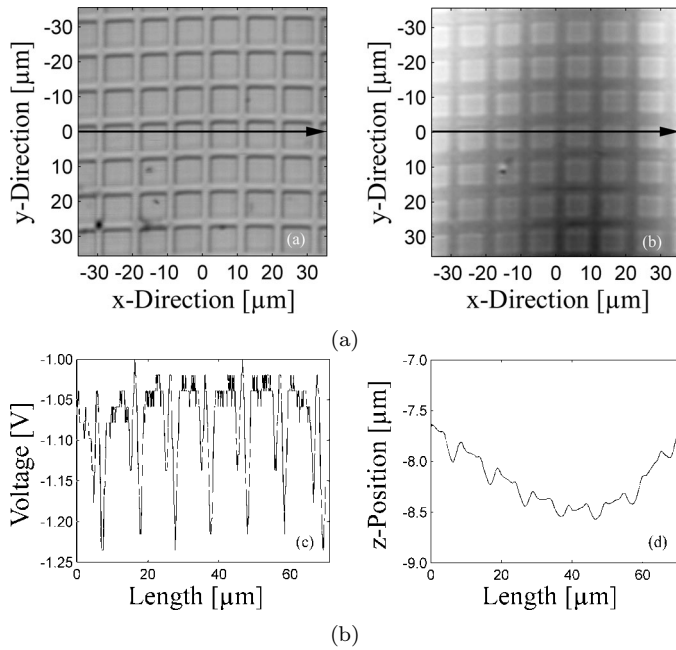 -30
-20
-10
0
10
20
30
y-Direction [µm]
(a)
-30 -20 -10 0 10 20 30
x-Direction [µm]
-30
-20
-10
0
10
20
30
y-Direction [µm]
(b)
-30 -20 -10 0 10 20 30
x-Direction [µm]
(a)
-1.00
-1.05
-1.10
-1.15
-1.20
-1.25
Voltage [V]
(c)
0 20 40 60
Length [µm]
-7.0
-7.5
-8.0
-8.5
-9.0
z-Position [µm]
(d)
0 20 40 60
Length [µm]
(b)